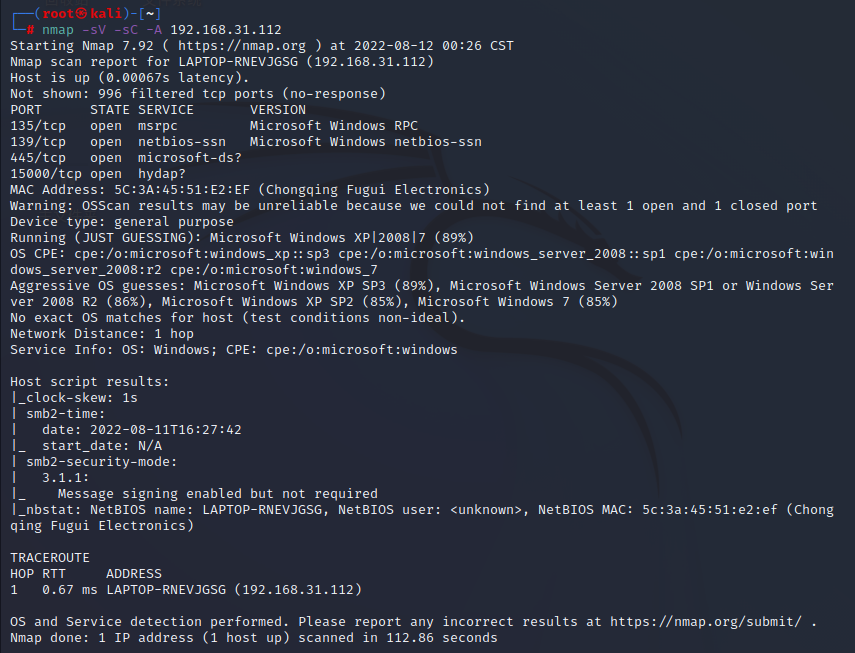 ┌──(root㉿kali)-[~]
└─# nmap -sV -sC -A 192.168.31.112
Starting Nmap 7.92 ( https://nmap.org ) at 2022-08-12 00:26 CST
Nmap scan report for LAPTOP-RNEVJGSG (192.168.31.112)
Host is up (0.00067s latency).
Not shown: 996 filtered tcp ports (no-response)
PORT      STATE SERVICE       VERSION
135/tcp   open  msrpc         Microsoft Windows RPC
139/tcp   open  netbios-ssn   Microsoft Windows netbios-ssn
445/tcp   open  microsoft-ds?
15000/tcp open  hydap?
MAC Address: 5C:3A:45:51:E2:EF (Chongqing Fugui Electronics)
Warning: OSScan results may be unreliable because we could not find at least 1 open and 1 closed port
Device type: general purpose
Running (JUST GUESSING): Microsoft Windows XP|2008|7 (89%)
OS CPE: cpe:/o:microsoft:windows_xp::sp3 cpe:/o:microsoft:windows_server_2008::sp1 cpe:/o:microsoft:win
dows_server_2008:r2 cpe:/o:microsoft:windows_7
Aggressive OS guesses: Microsoft Windows XP SP3 (89%), Microsoft Windows Server 2008 SP1 or Windows Ser
ver 2008 R2 (86%), Microsoft Windows XP SP2 (85%), Microsoft Windows 7 (85%)
No exact OS matches for host (test conditions non-ideal).
Network Distance: 1 hop
Service Info: OS: Windows; CPE: cpe:/o:microsoft:windows

Host script results:
|_clock-skew: 1s
| smb2-time:
|   date: 2022-08-11T16:27:42
|_  start_date: N/A
| smb2-security-mode:
|   3.1.1:
|_    Message signing enabled but not required
|_nbstat: NetBIOS name: LAPTOP-RNEVJGSG, NetBIOS user: <unknown>, NetBIOS MAC: 5c:3a:45:51:e2:ef (Chong
qing Fugui Electronics)

TRACEROUTE
HOP RTT     ADDRESS
1   0.67 ms LAPTOP-RNEVJGSG (192.168.31.112)

OS and Service detection performed. Please report any incorrect results at https://nmap.org/submit/ .
Nmap done: 1 IP address (1 host up) scanned in 112.86 seconds